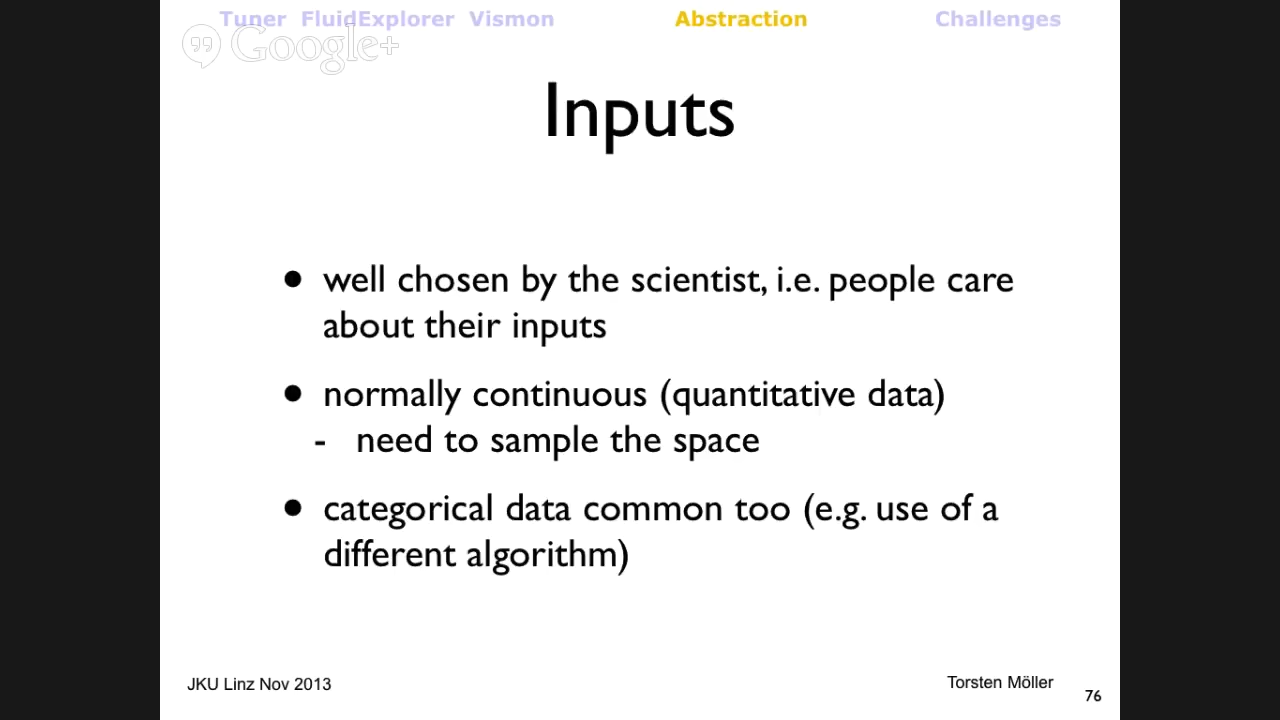 Tuner FluidExplorer Vismon Abstraction Challenges
Google+
Inputs
• well chosen by the scientist, i.e. people care
about their inputs
• normally continuous (quantitative data)
- need to sample the space
• categorical data common too (e.g. use of a
different algorithm)
JKU Linz Nov 2013 Torsten Möller
76